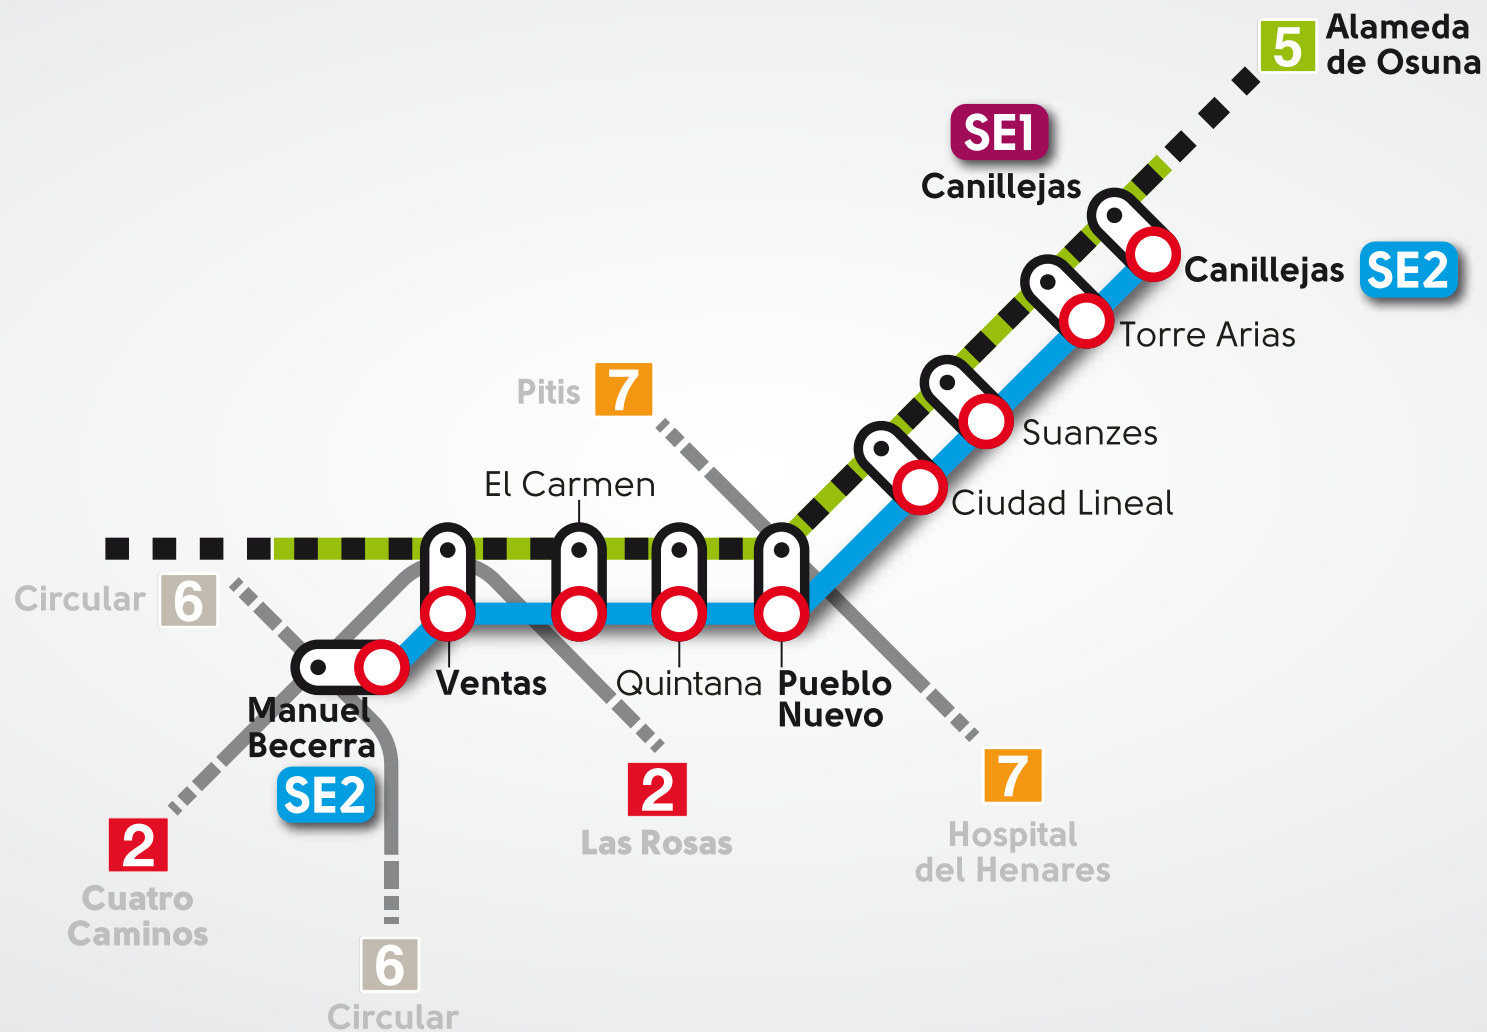 5
Alameda
de Osuna
SE1
Canillejas
Canillejas
SE2
Torre Arias
Pitis
7
Suanzes
El Carmen
Ciudad Lineal
Circular
6
Ventas
Quintana
Pueblo
Nuevo
Manuel
Becerra
SE2
2
Las Rosas
7
Hospital
del Henares
2
Cuatro
Caminos
6
Circular